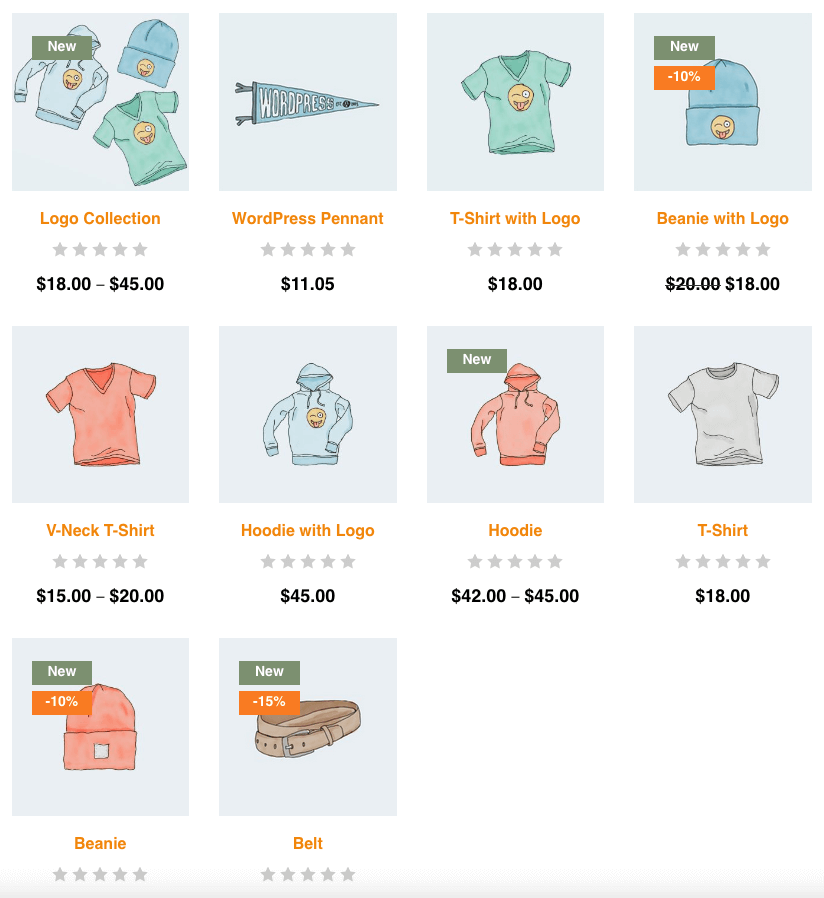 New
WORDPRESS
Logo Collection
$18.00 – $45.00
WordPress Pennant
$11.05
T-Shirt with Logo
$18.00
New
-10%
Beanie with Logo
$20.00 $18.00
V-Neck T-Shirt
$15.00 – $20.00
Hoodie with Logo
$45.00
New
Hoodie
$42.00 – $45.00
T-Shirt
$18.00
New
-10%
Beanie
New
-15%
Belt